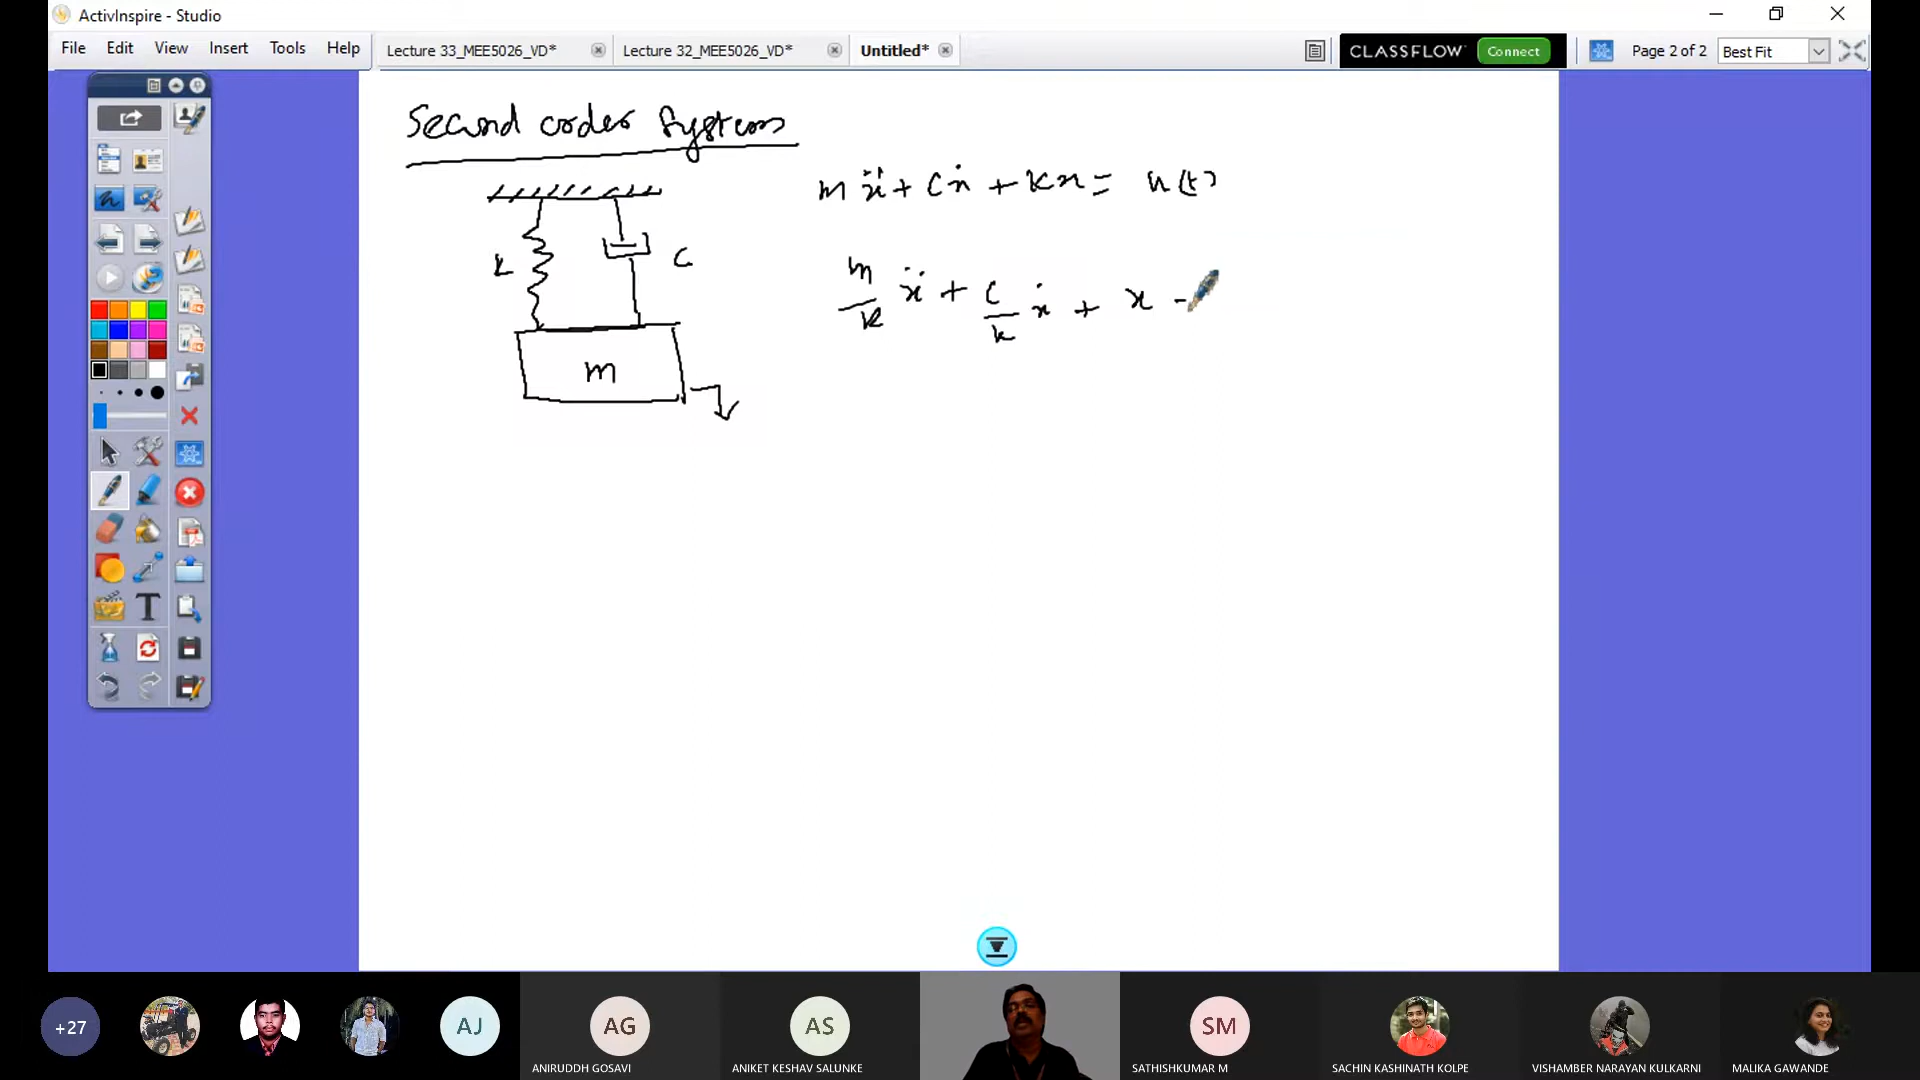 ActivInspire - Studio
File Edit View Insert Tools Help
Lecture 33_MEE5026_VD*
Lecture 32_MEE5026_VD*
Untitled*
CLASSFLOW Connect
Page 2 of 2
Best Fit
Second order Systems
mẍ + cẋ + kx = u(t)
k
c
m/k ẍ + c/k ẋ + x -
m
+27
AJ
AG
AS
SM
ANIRUDDH GOSAVI
ANIKET KESHAV SALUNKE
SATHISHKUMAR M
SACHIN KASHINATH KOLPE
VISHAMBER NARAYAN KULKARNI
MALIKA GAWANDE